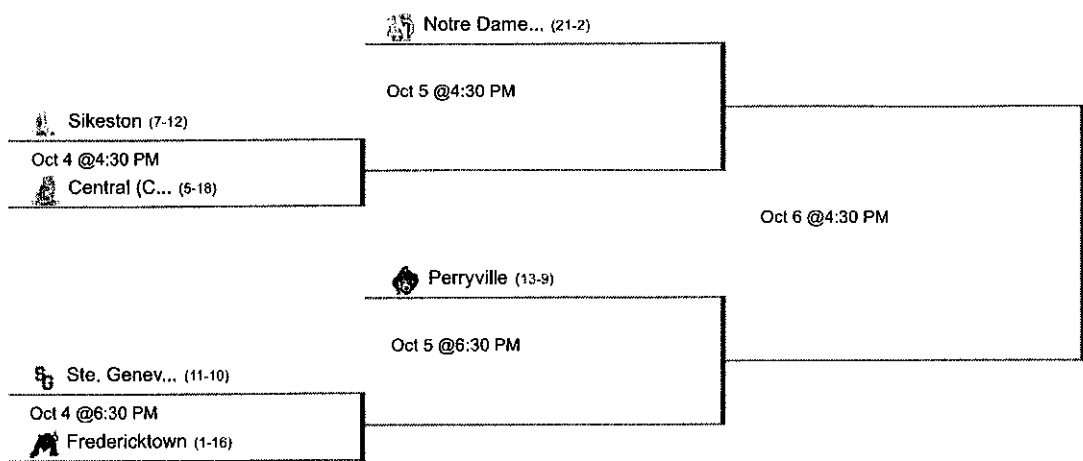 Notre Dame... (21-2)
Oct 5 @4:30 PM
Sikeston (7-12)
Oct 4 @4:30 PM
Central (C... (5-18)
Oct 6 @4:30 PM
Perryville (13-9)
Oct 5 @6:30 PM
SG Ste. Genev... (11-10)
Oct 4 @6:30 PM
Fredericktown (1-16)